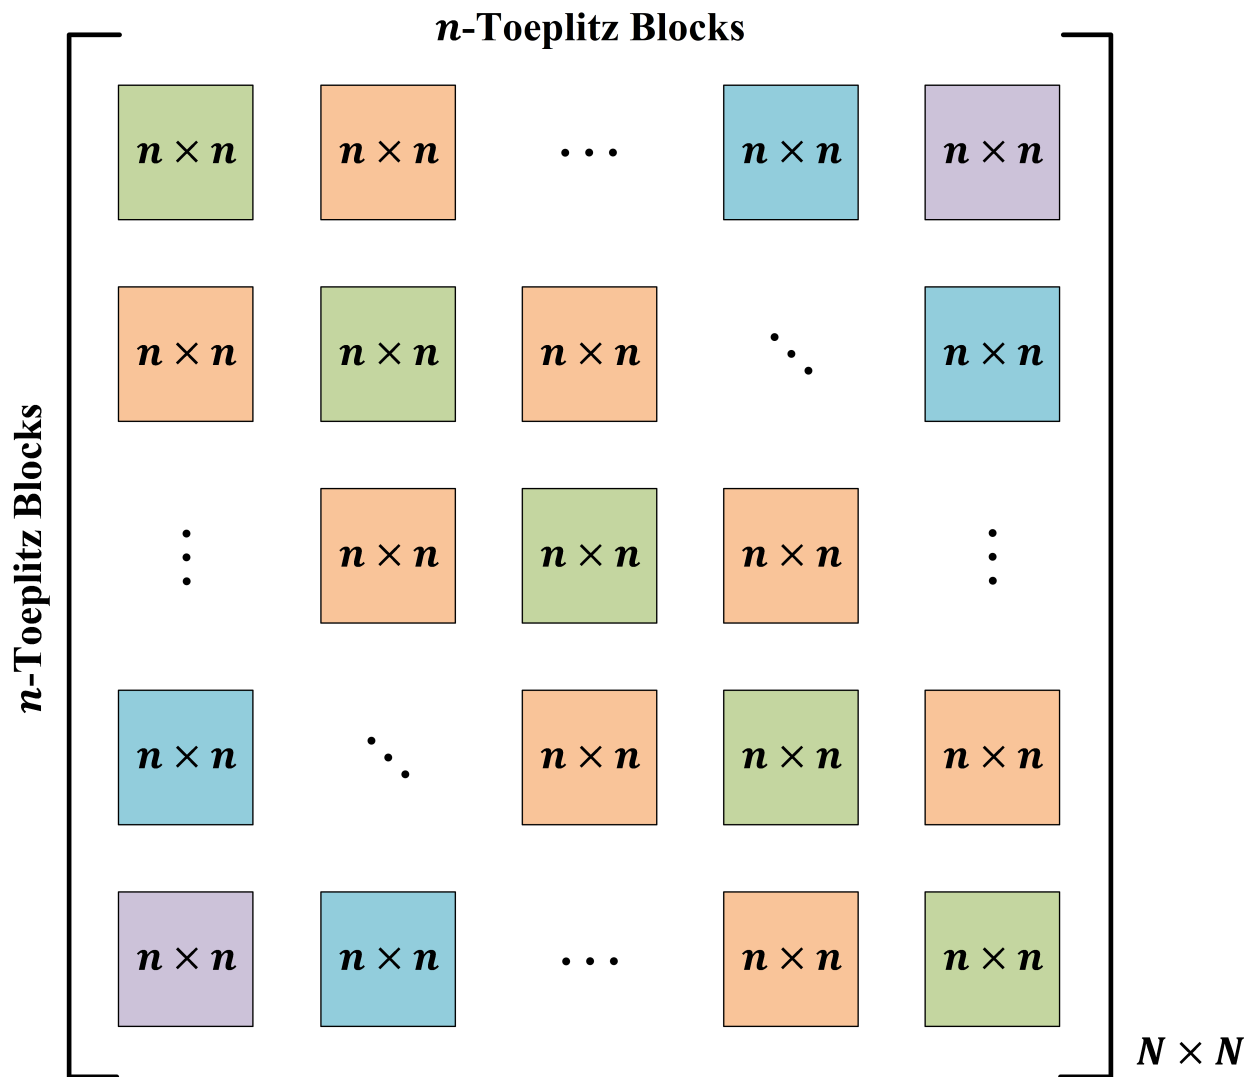 n-Toeplitz Blocks
n × n n × n ... n × n n × n
n × n n × n n × n ⋱ n × n
n-Toeplitz Blocks
⋮ n × n n × n n × n ⋮
n × n ⋱ n × n n × n n × n
n × n n × n ... n × n n × n
N × N